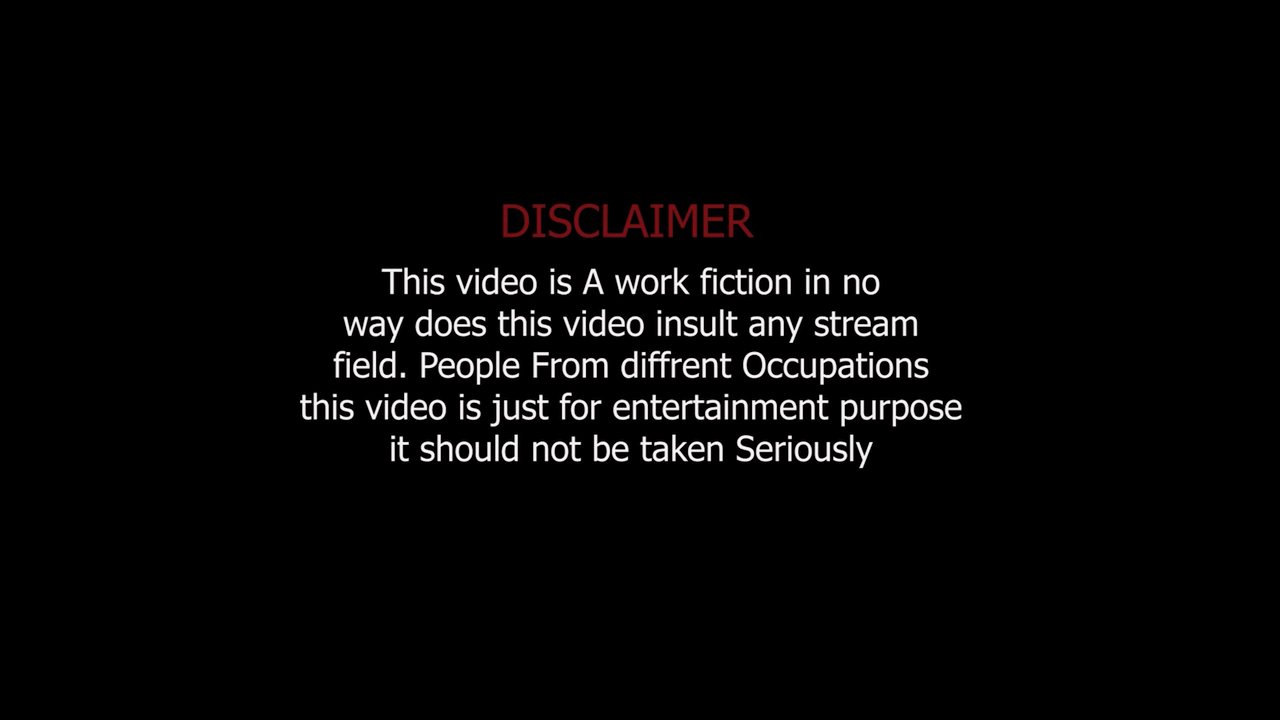 DISCLAIMER
This video is A work fiction in no
way does this video insult any stream
field. People From diffrent Occupations
this video is just for entertainment purpose
it should not be taken Seriously